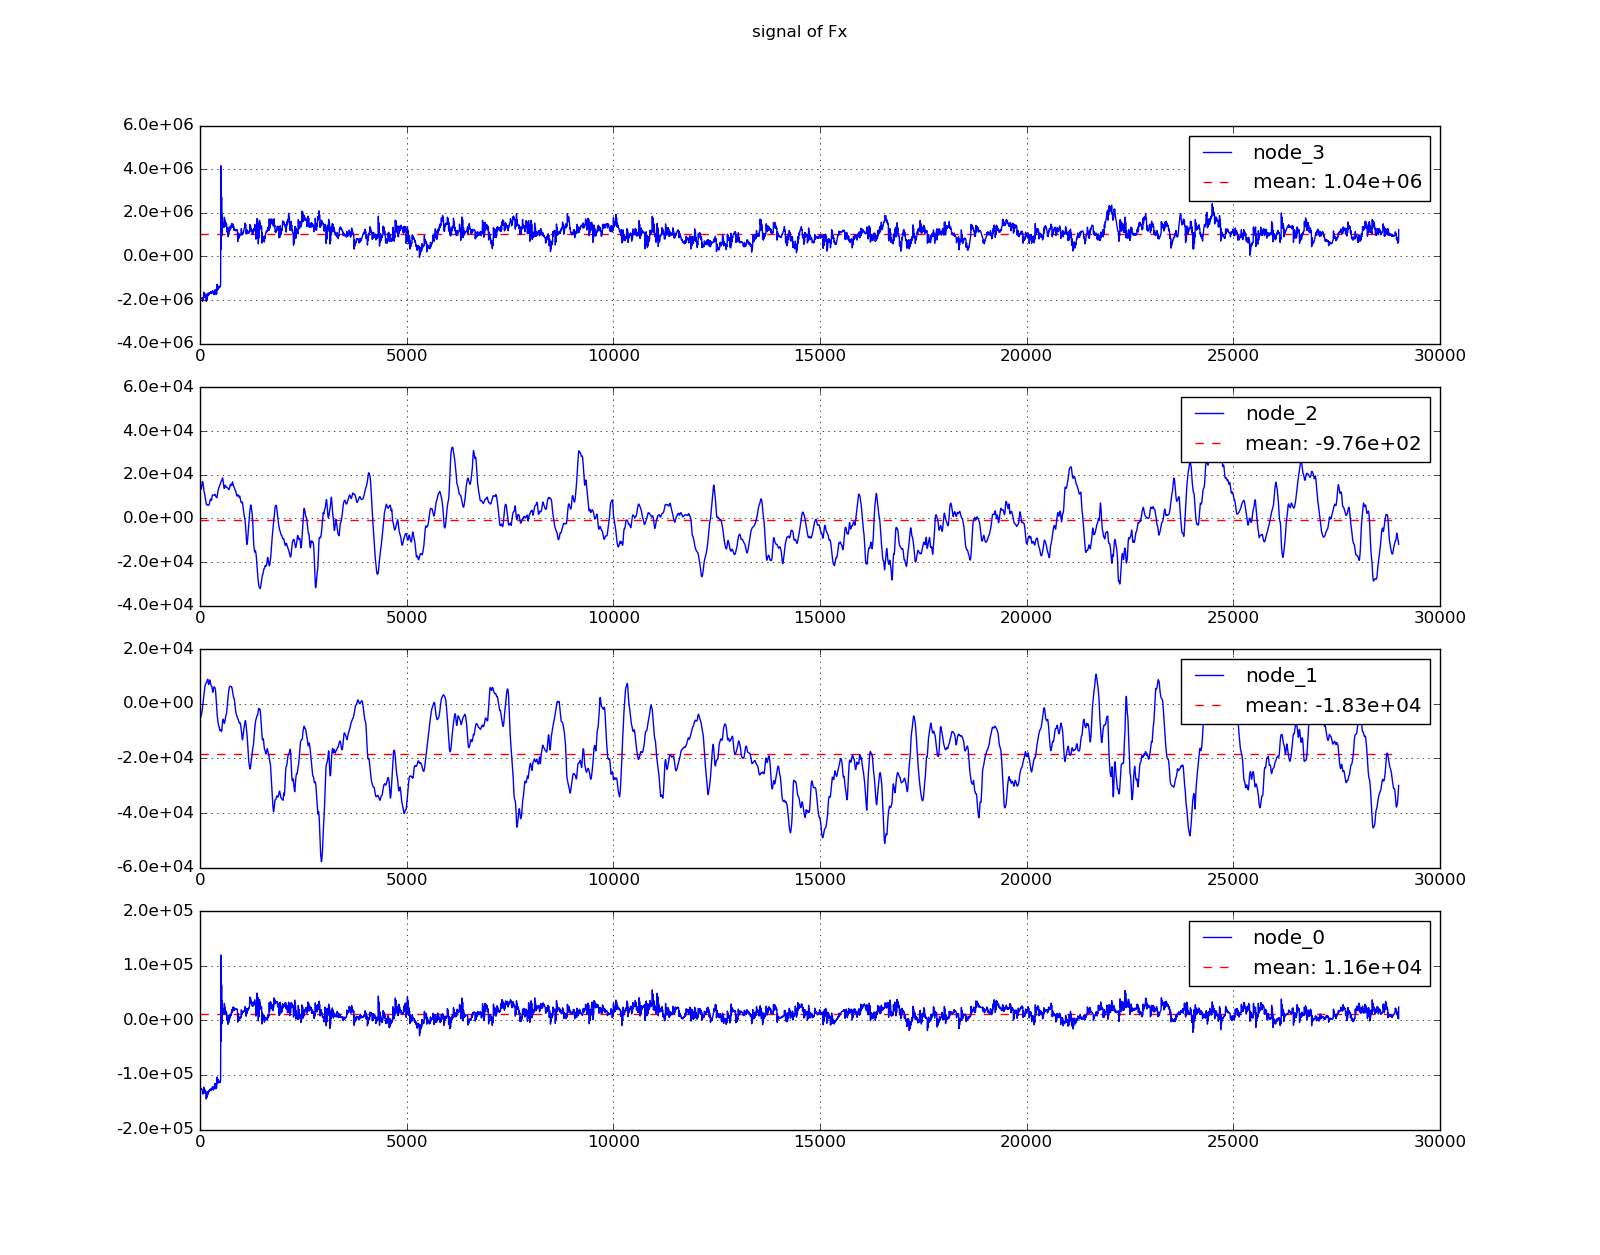 signal of Fx
6.0e+06
4.0e+06
2.0e+06
0.0e+00
-2.0e+06
-4.0e+06
node_3
mean: 1.04e+06
0 5000 10000 15000 20000 25000 30000
6.0e+04
4.0e+04
2.0e+04
0.0e+00
-2.0e+04
-4.0e+04
node_2
mean: -9.76e+02
0 5000 10000 15000 20000 25000 30000
2.0e+04
0.0e+00
-2.0e+04
-4.0e+04
-6.0e+04
node_1
mean: -1.83e+04
0 5000 10000 15000 20000 25000 30000
2.0e+05
1.0e+05
0.0e+00
-1.0e+05
-2.0e+05
node_0
mean: 1.16e+04
0 5000 10000 15000 20000 25000 30000